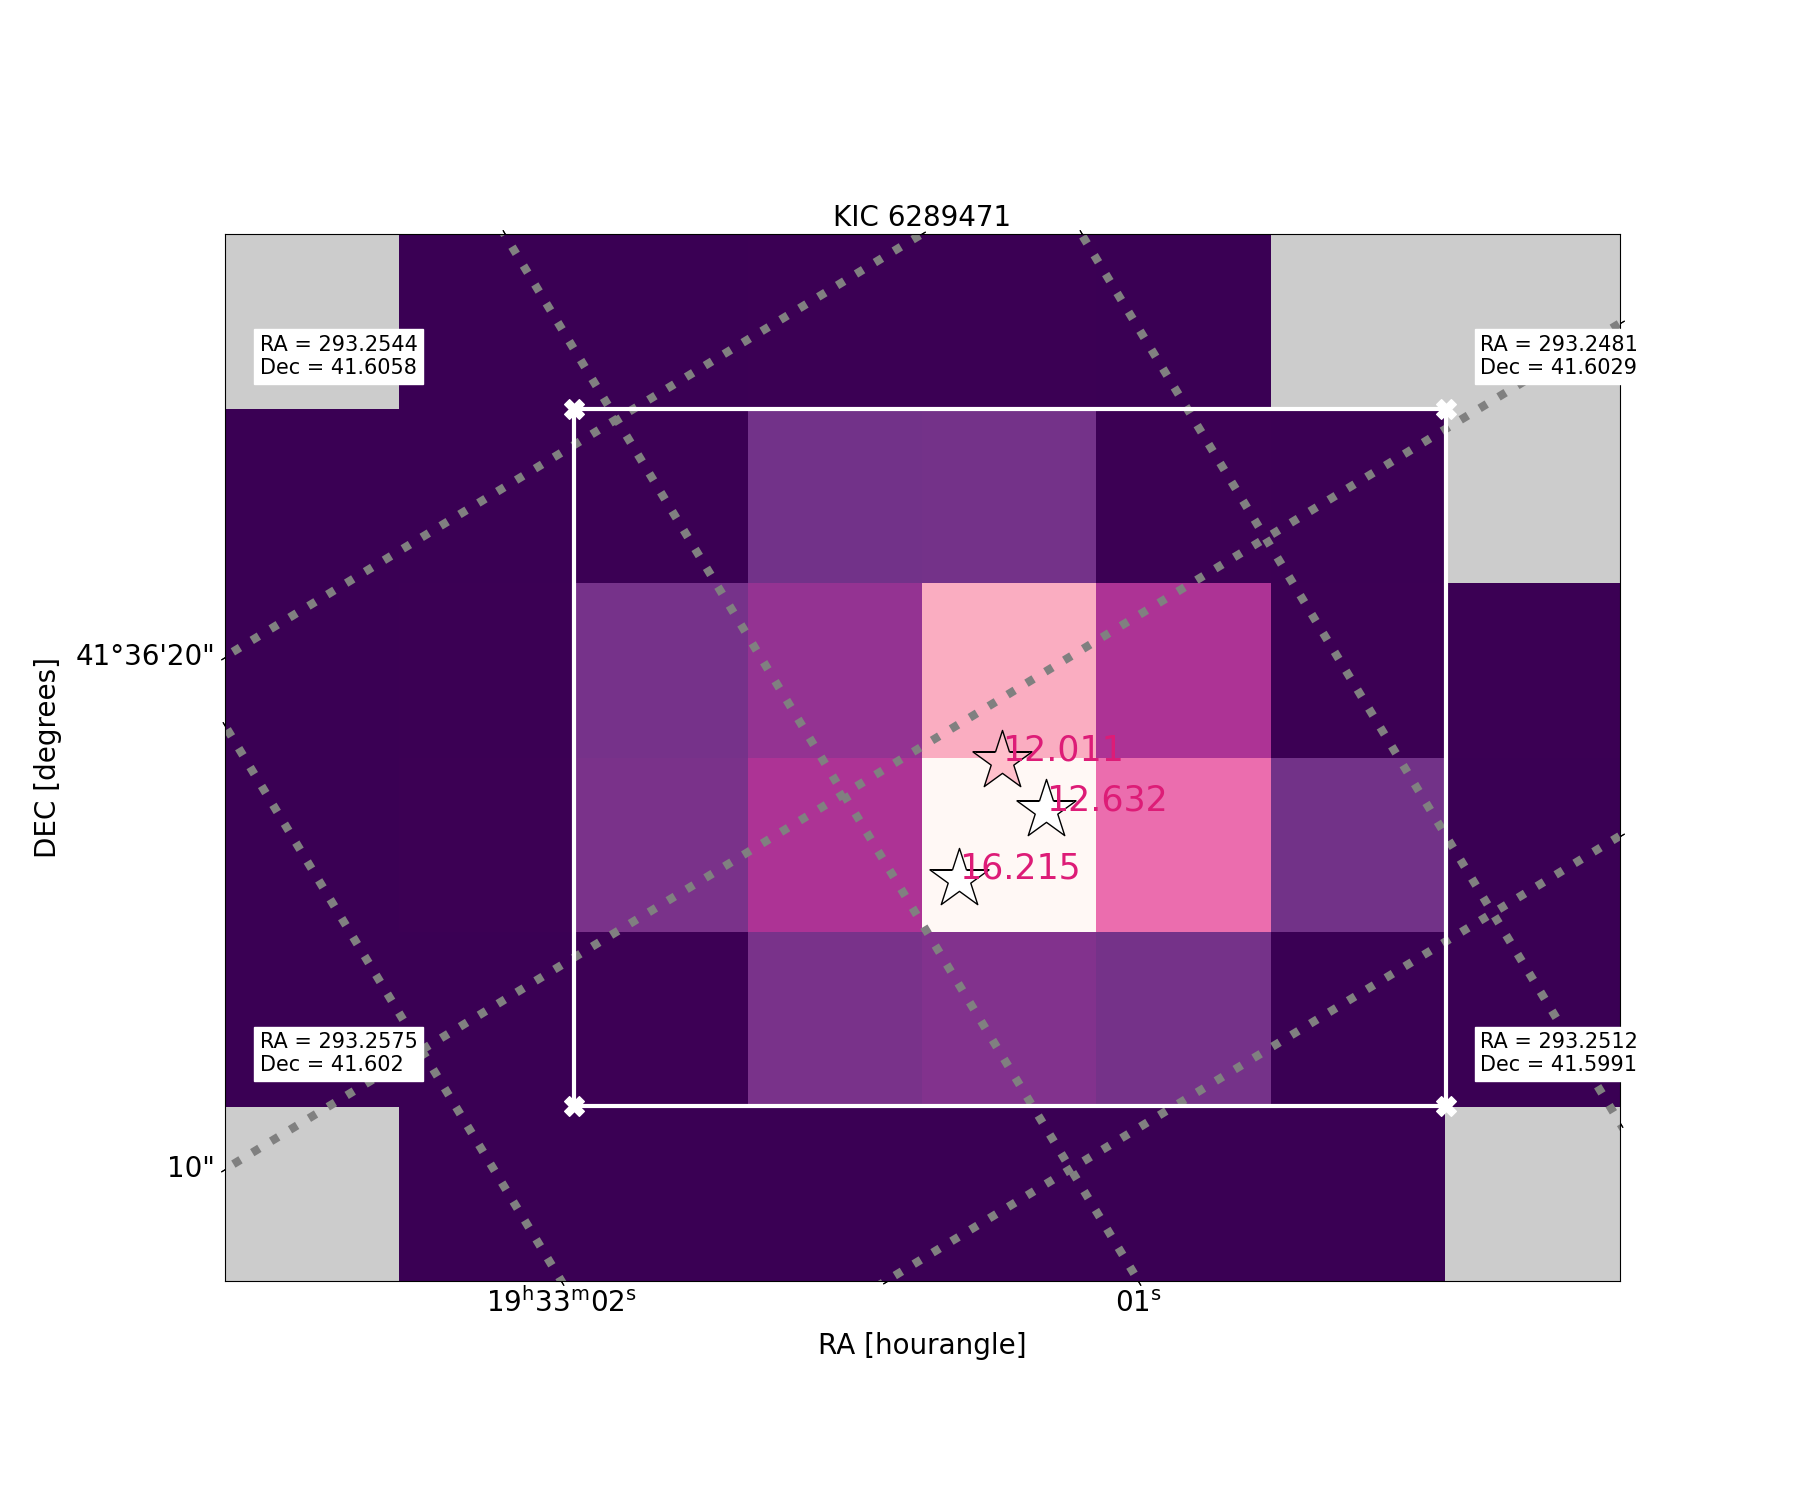 KIC 6289471
RA = 293.2544
Dec = 41.6058
RA = 293.2481
Dec = 41.6029
41°36'20"
12.011
12.632
16.215
DEC [degrees]
RA = 293.2575
Dec = 41.602
RA = 293.2512
Dec = 41.5991
10"
19ʰ33ᵐ02ˢ
01ˢ
RA [hourangle]